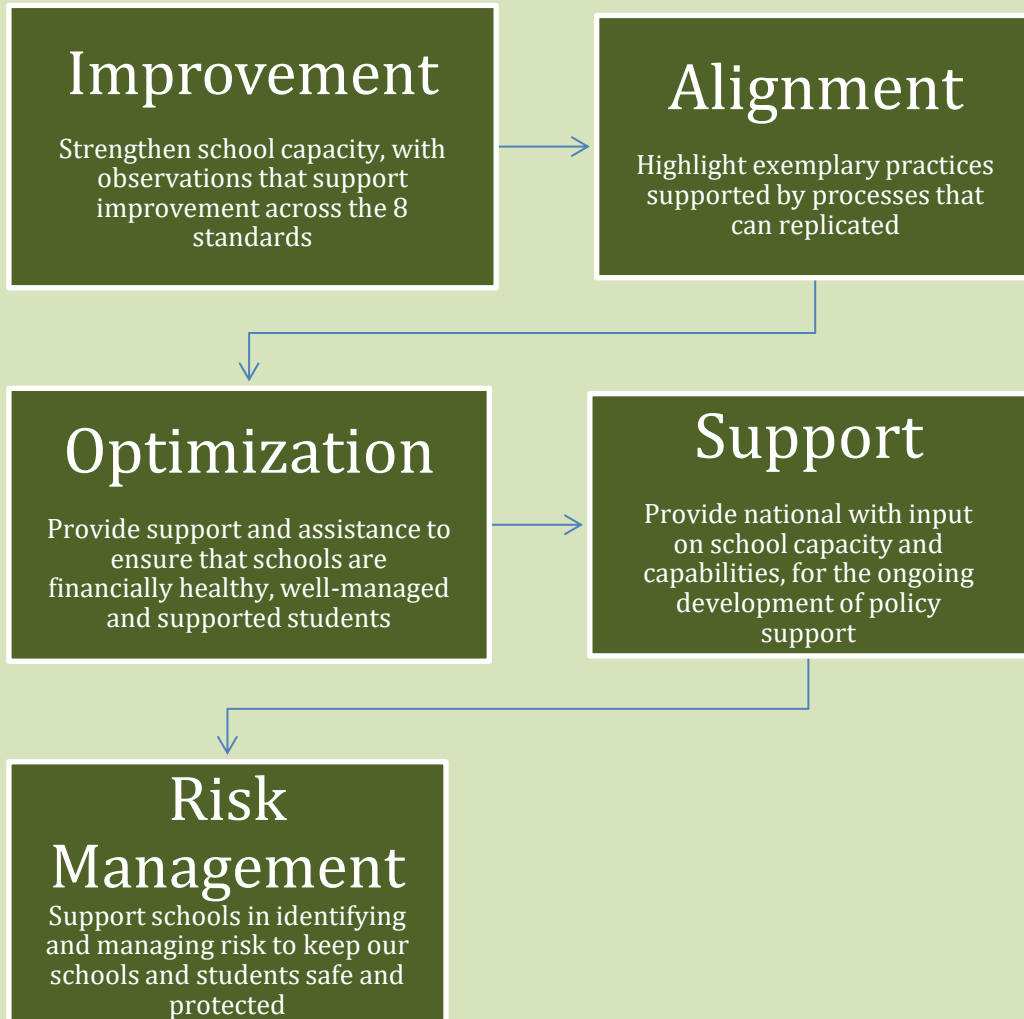 Improvement
Strengthen school capacity, with
observations that support
improvement across the 8
standards
Alignment
Highlight exemplary practices
supported by processes that
can replicated
Optimization
Provide support and assistance to
ensure that schools are
financially healthy, well-managed
and supported students
Support
Provide national with input
on school capacity and
capabilities, for the ongoing
development of policy
support
Risk
Management
Support schools in identifying
and managing risk to keep our
schools and students safe and
protected